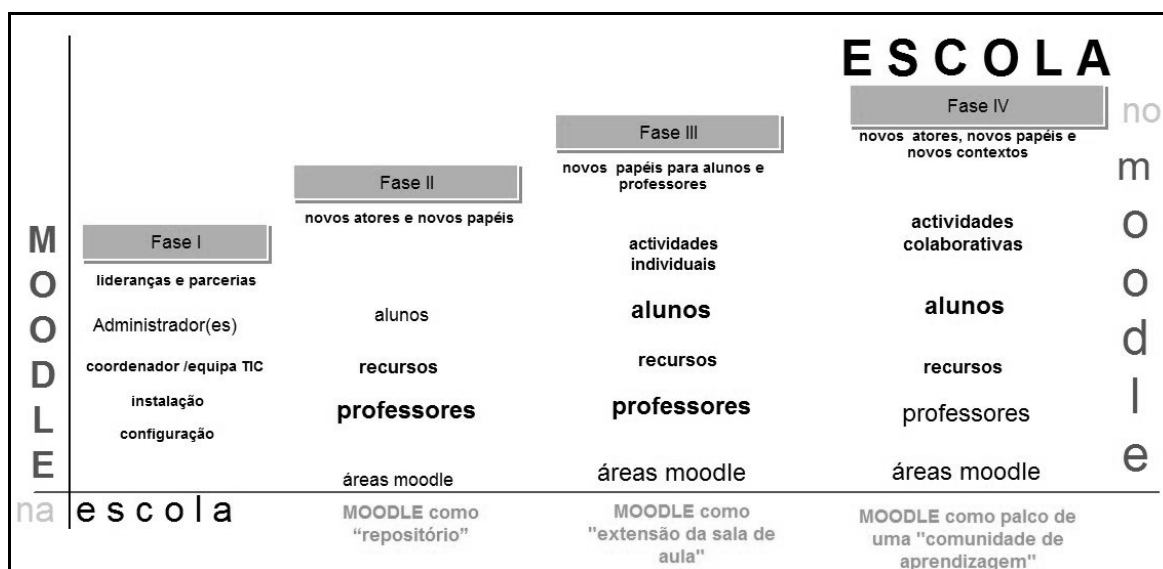 MOODLE
na escola
Fase I
lideranças e parcerias
Administrador(es)
coordenador /equipa TIC
instalação
configuração
Fase II
novos atores e novos papéis
alunos
recursos
professores
áreas moodle
MOODLE como
“repositório”
Fase III
novos papéis para alunos e
professores
actividades
individuais
alunos
recursos
professores
áreas moodle
MOODLE como
"extensão da sala de
aula"
ESCOLA
Fase IV
novos atores, novos papéis e
novos contextos
actividades
colaborativas
alunos
recursos
professores
áreas moodle
MOODLE como palco de
uma "comunidade de
aprendizagem"
no
moodle